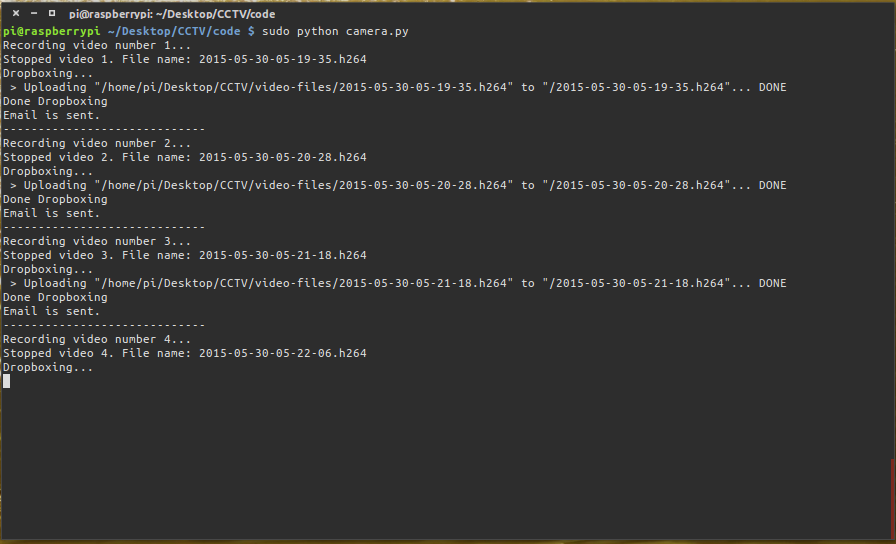 pi@raspberrypi: ~/Desktop/CCTV/code
pi@raspberrypi ~/Desktop/CCTV/code $ sudo python camera.py
Recording video number 1...
Stopped video 1. File name: 2015-05-30-05-19-35.h264
Dropboxing...
 > Uploading "/home/pi/Desktop/CCTV/video-files/2015-05-30-05-19-35.h264" to "/2015-05-30-05-19-35.h264"... DONE
Done Dropboxing
Email is sent.
-----------------------------
Recording video number 2...
Stopped video 2. File name: 2015-05-30-05-20-28.h264
Dropboxing...
 > Uploading "/home/pi/Desktop/CCTV/video-files/2015-05-30-05-20-28.h264" to "/2015-05-30-05-20-28.h264"... DONE
Done Dropboxing
Email is sent.
-----------------------------
Recording video number 3...
Stopped video 3. File name: 2015-05-30-05-21-18.h264
Dropboxing...
 > Uploading "/home/pi/Desktop/CCTV/video-files/2015-05-30-05-21-18.h264" to "/2015-05-30-05-21-18.h264"... DONE
Done Dropboxing
Email is sent.
-----------------------------
Recording video number 4...
Stopped video 4. File name: 2015-05-30-05-22-06.h264
Dropboxing...